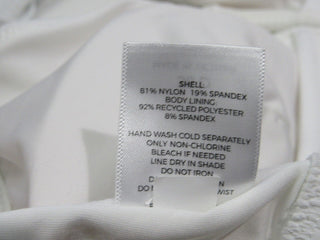 SHELL:
81% NYLON 19% SPANDEX
BODY LINING:
92% RECYCLED POLYESTER
8% SPANDEX
HAND WASH COLD SEPARATELY
ONLY NON-CHLORINE
BLEACH IF NEEDED
LINE DRY IN SHADE
DO NOT IRON